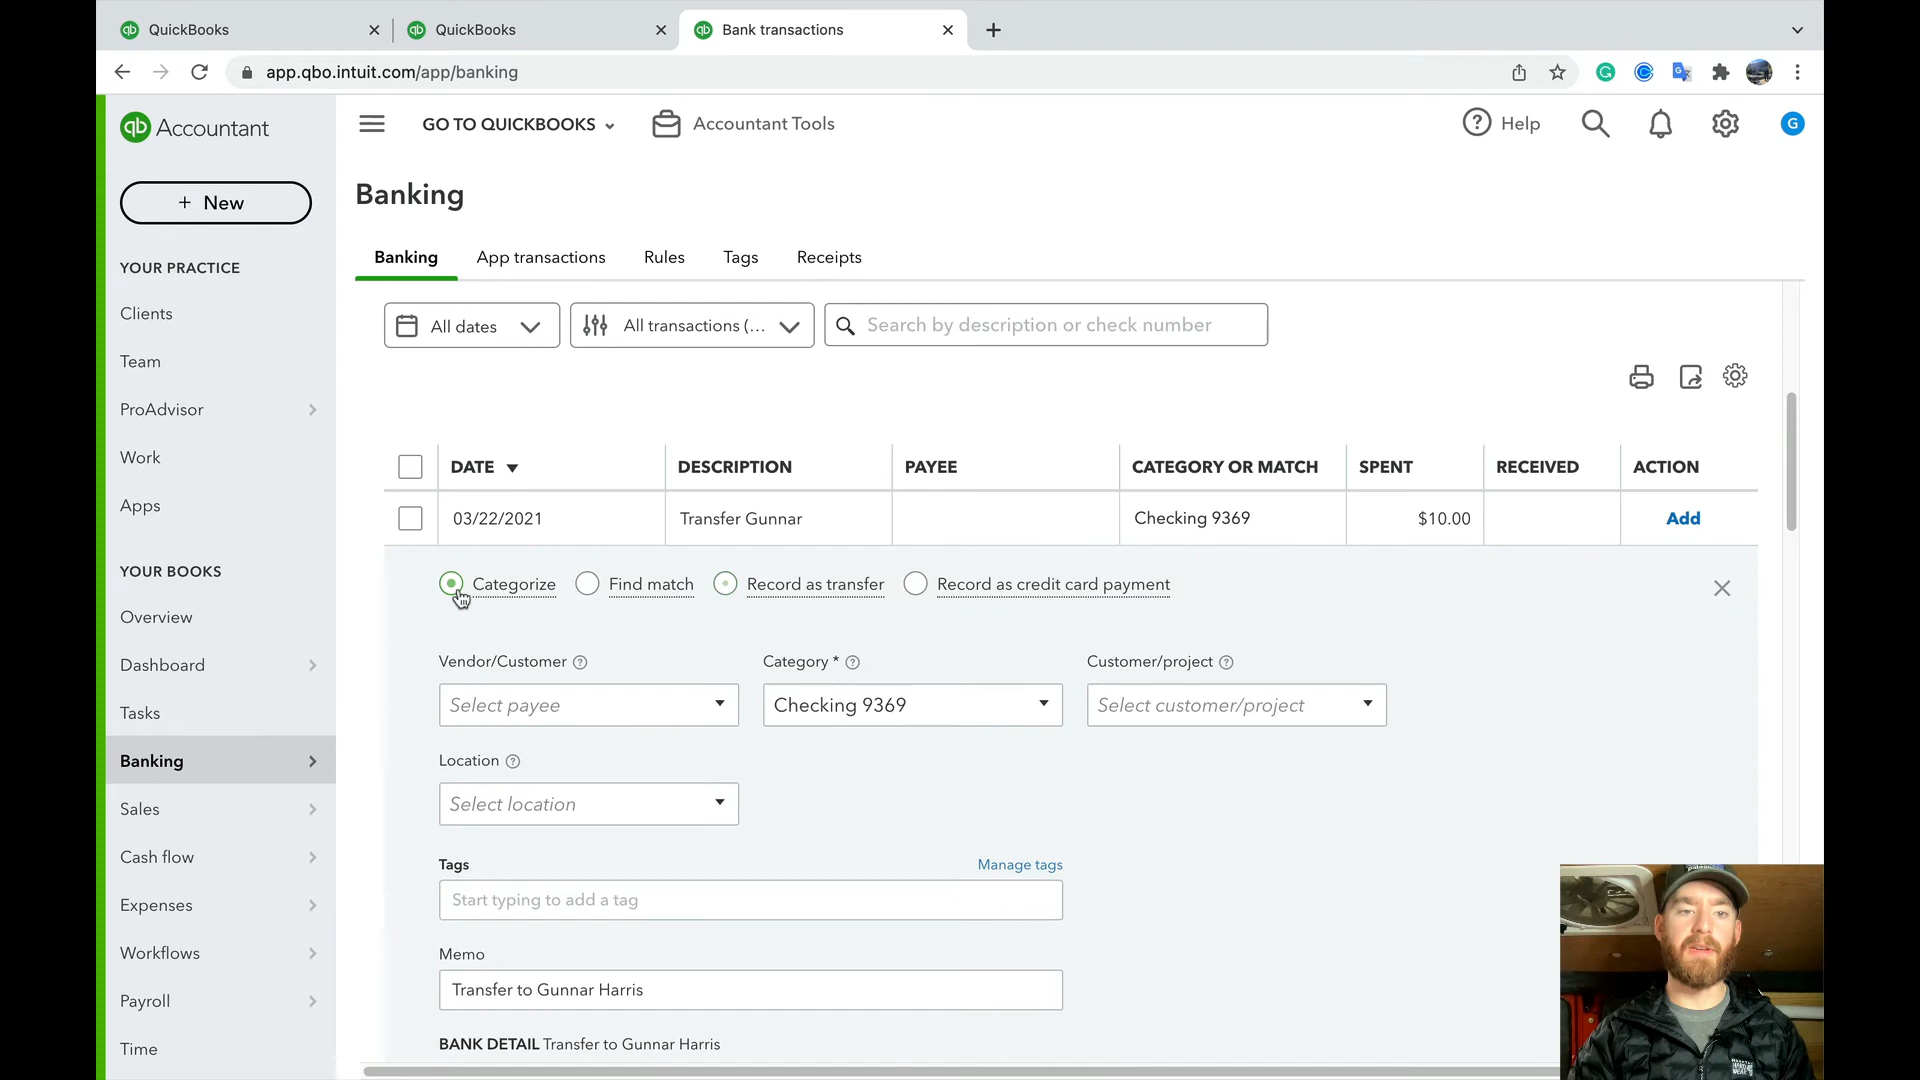 QuickBooks
QuickBooks
Bank transactions
app.qbo.intuit.com/app/banking
qb Accountant
GO TO QUICKBOOKS
Accountant Tools
Help
G
+ New
YOUR PRACTICE
Clients
Team
ProAdvisor
Work
Apps
YOUR BOOKS
Overview
Dashboard
Tasks
Banking
Sales
Cash flow
Expenses
Workflows
Payroll
Time
Banking
Banking App transactions Rules Tags Receipts
All dates
All transactions (...
Search by description or check number
DATE DESCRIPTION PAYEE CATEGORY OR MATCH SPENT RECEIVED ACTION
03/22/2021 Transfer Gunnar Checking 9369 $10.00 Add
Categorize Find match Record as transfer Record as credit card payment
Vendor/Customer Category * Customer/project
Select payee Checking 9369 Select customer/project
Location
Select location
Tags Manage tags
Start typing to add a tag
Memo
Transfer to Gunnar Harris
BANK DETAIL Transfer to Gunnar Harris